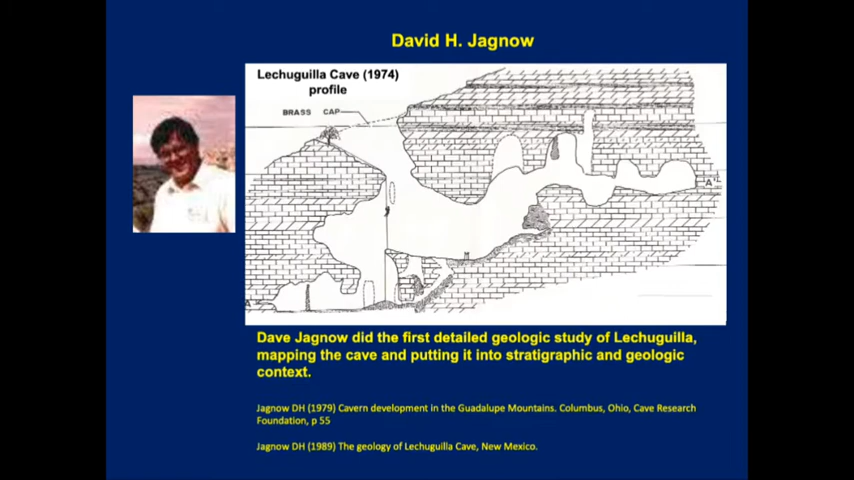 David H. Jagnow
Lechuguilla Cave (1974)
profile
BRASS CAP
A'
A
Dave Jagnow did the first detailed geologic study of Lechuguilla,
mapping the cave and putting it into stratigraphic and geologic
context.
Jagnow DH (1979) Cavern development in the Guadalupe Mountains. Columbus, Ohio, Cave Research
Foundation, p 55
Jagnow DH (1989) The geology of Lechuguilla Cave, New Mexico.